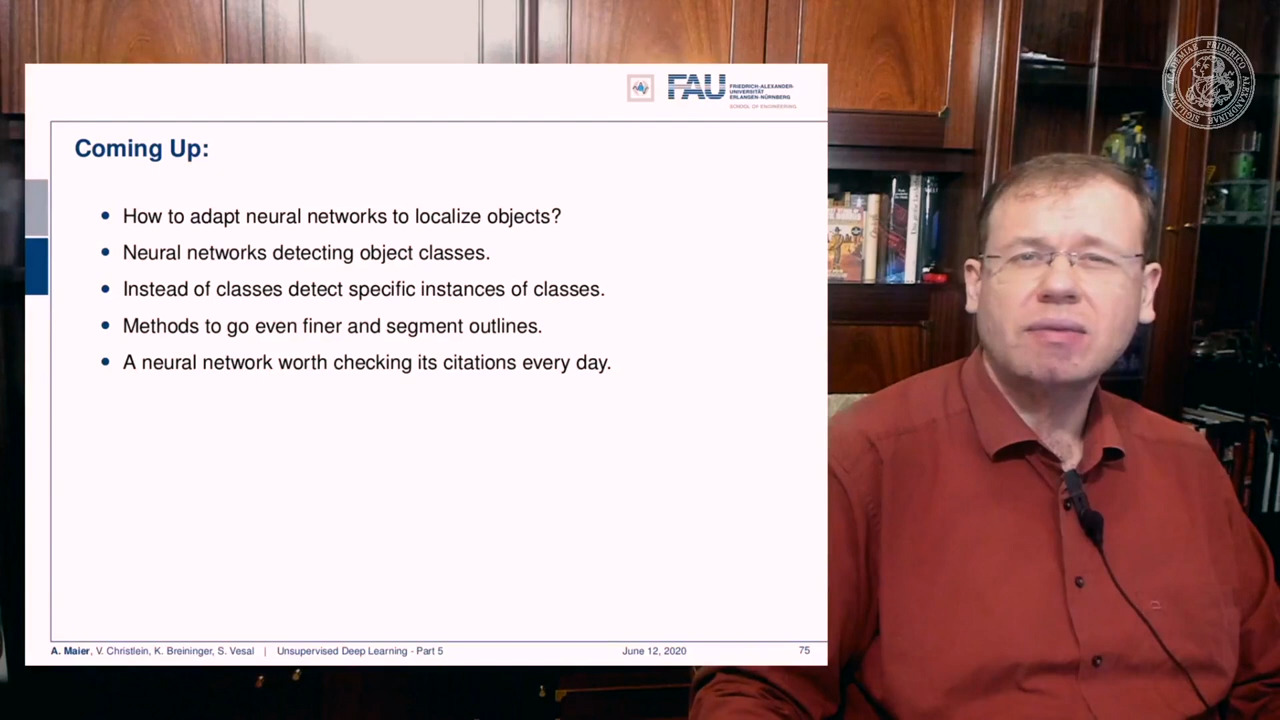 FAU
FRIEDRICH-ALEXANDER-
UNIVERSITÄT
ERLANGEN-NÜRNBERG
SCHOOL OF ENGINEERING
Coming Up:
• How to adapt neural networks to localize objects?
• Neural networks detecting object classes.
• Instead of classes detect specific instances of classes.
• Methods to go even finer and segment outlines.
• A neural network worth checking its citations every day.
A. Maier, V. Christlein, K. Breininger, S. Vesal | Unsupervised Deep Learning - Part 5 June 12, 2020 75